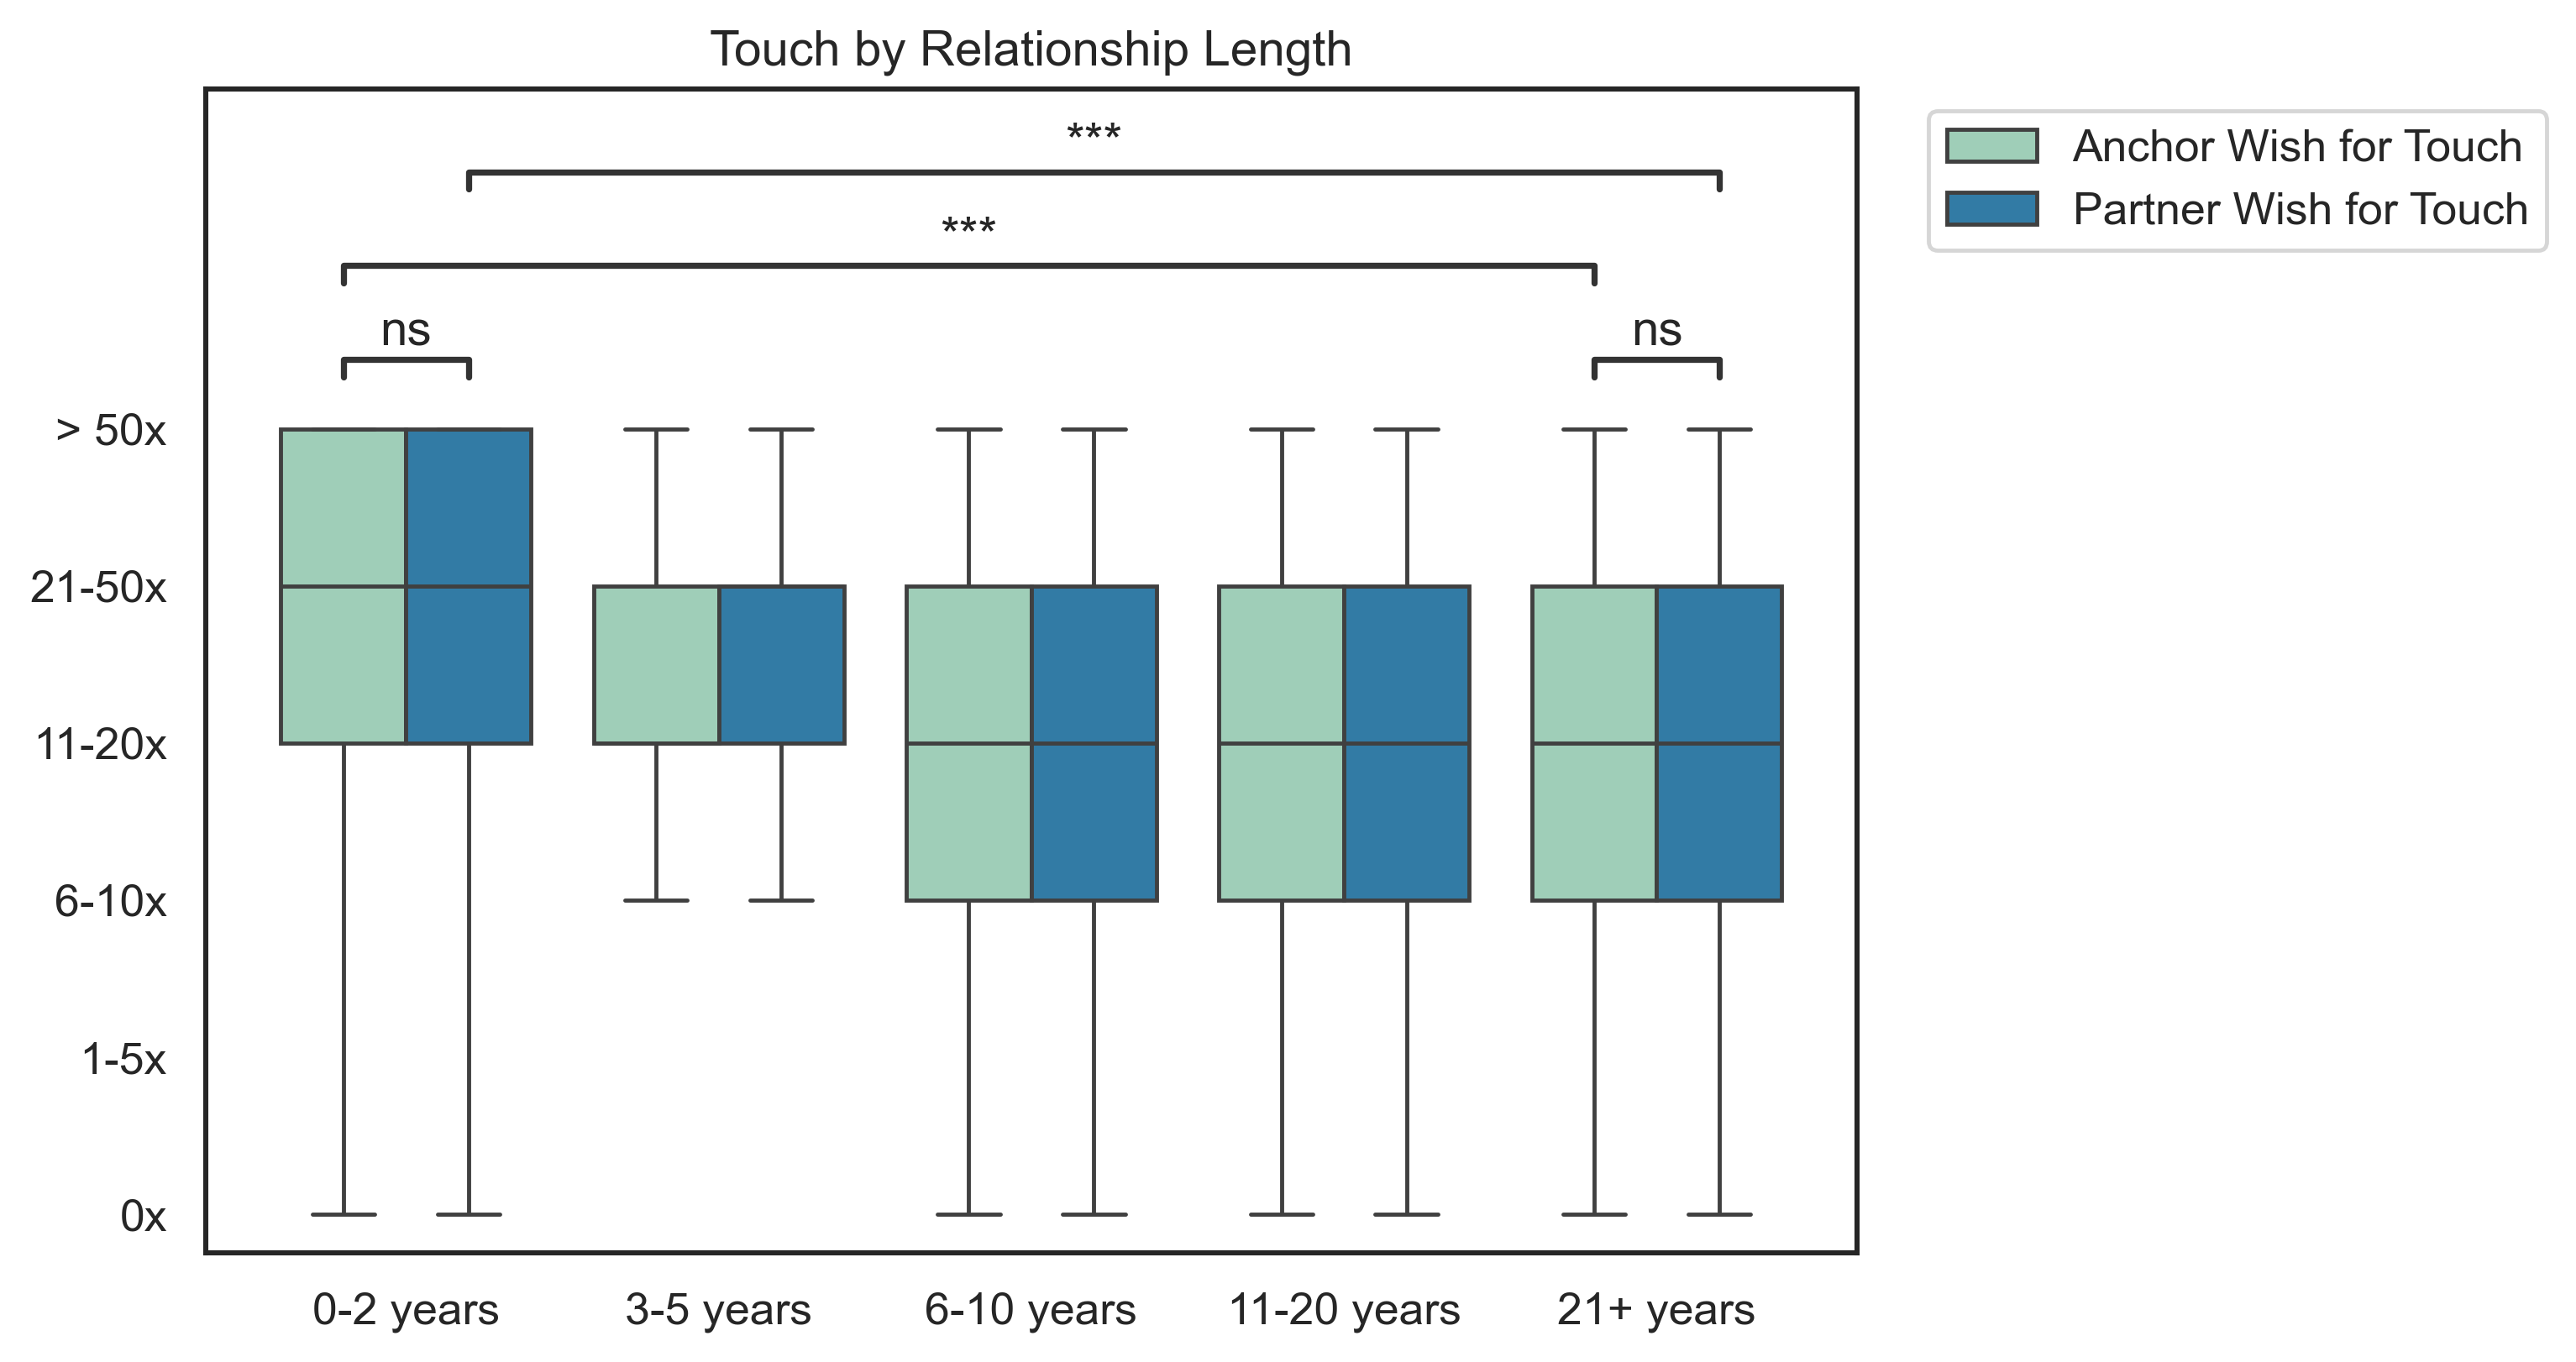 Touch by Relationship Length
***
***
ns
ns
Anchor Wish for Touch
Partner Wish for Touch
> 50x
21-50x
11-20x
6-10x
1-5x
0x
0-2 years
3-5 years
6-10 years
11-20 years
21+ years